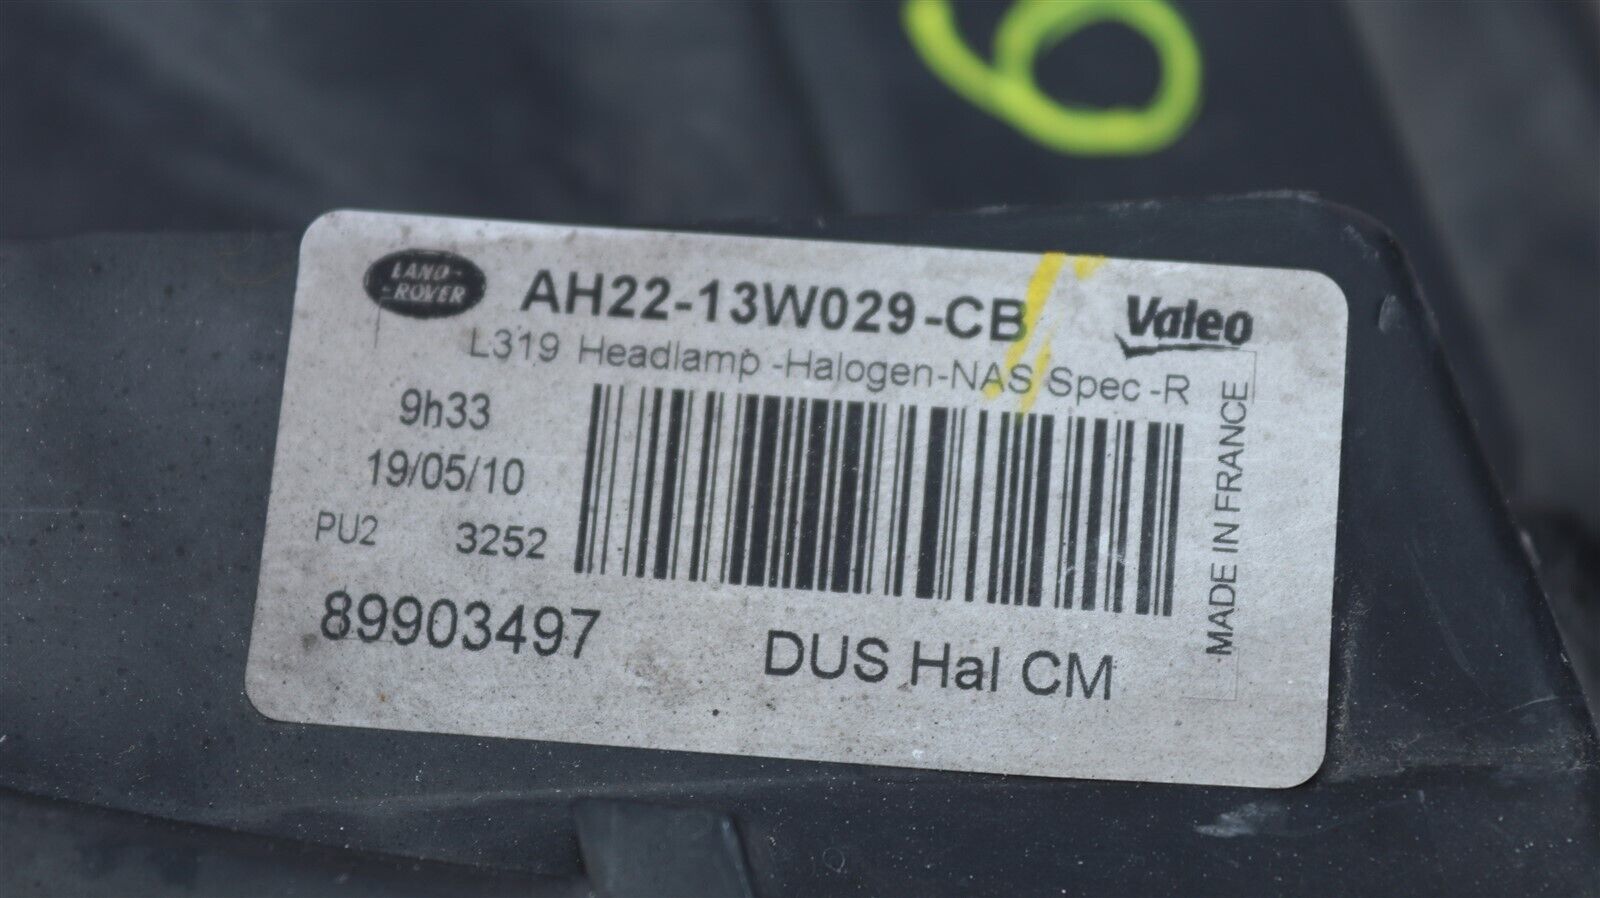 LAND-
-ROVER
AH22-13W029-CB
Valeo
L319 Headlamp -Halogen-NAS Spec -R
9h33
19/05/10
PU2 3252
89903497
DUS Hal CM
MADE IN FRANCE